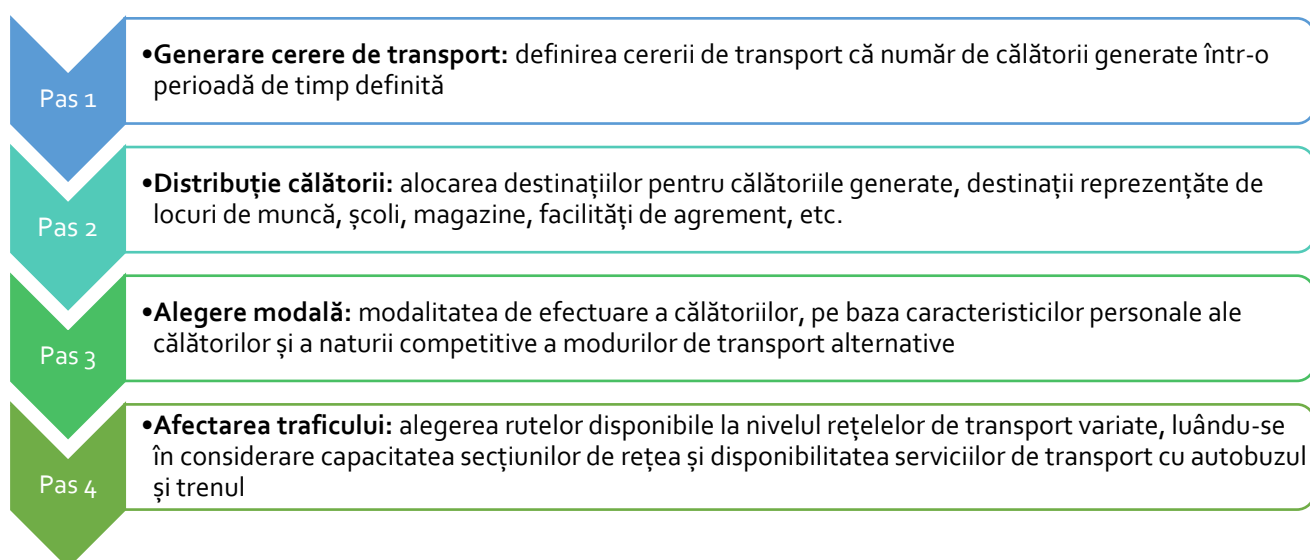 Pas 1
•Generare cerere de transport: definirea cererii de transport că număr de călătorii generate într-o
perioadă de timp definită
Pas 2
•Distribuție călătorii: alocarea destinațiilor pentru călătoriile generate, destinații reprezențăte de
locuri de muncă, școli, magazine, facilități de agrement, etc.
Pas 3
•Alegere modală: modalitatea de efectuare a călătoriilor, pe baza caracteristicilor personale ale
călătorilor și a naturii competitive a modurilor de transport alternative
Pas 4
•Afectarea traficului: alegerea rutelor disponibile la nivelul rețelelor de transport variate, luându-se
în considerare capacitatea secțiunilor de rețea și disponibilitatea serviciilor de transport cu autobuzul
și trenul